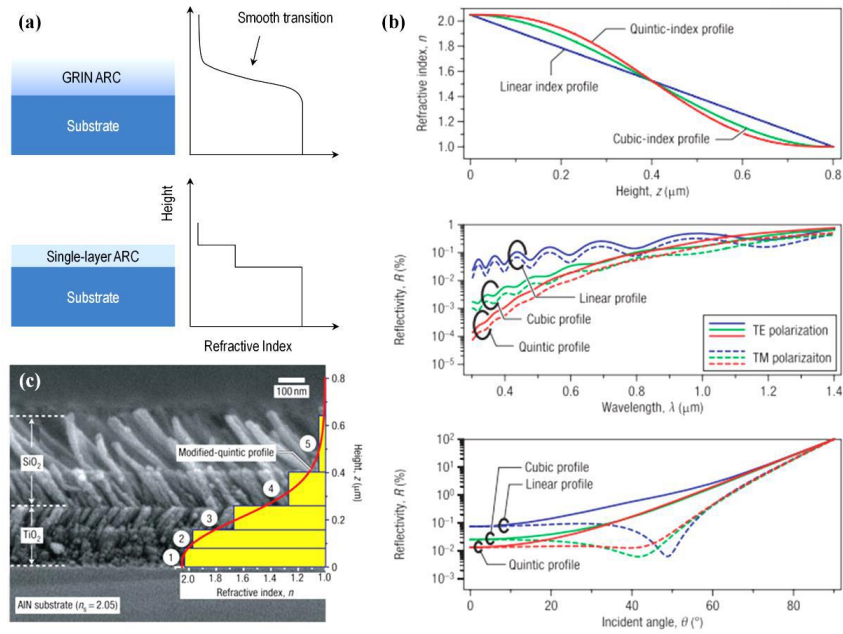 (a)
Smooth transition
GRIN ARC
Substrate
Height
Single-layer ARC
Substrate
Refractive Index
(b)
Refractive index, n
2.0
1.8
1.6
1.4
1.2
1.0
Quintic-index profile
Linear index profile
Cubic-index profile
0 0.2 0.4 0.6 0.8
Height, z (μm)
Reflectivity, R (%)
1
10⁻¹
10⁻²
10⁻³
10⁻⁴
10⁻⁵
Linear profile
Cubic profile
Quintic profile
TE polarization
TM polarizaiton
0.4 0.6 0.8 1.0 1.2 1.4
Wavelength, λ (μm)
Reflectivity, R (%)
10²
10
1
10⁻¹
10⁻²
10⁻³
Cubic profile
Linear profile
Quintic profile
0 20 40 60 80
Incident angle, θ (°)
(c)
100 nm
0.8
0.6
0.4
0.2
0
Height, z (μm)
5
Modified-quintic profile
4
3
2
1
SiO₂
TiO₂
2.0 1.8 1.6 1.4 1.2 1.0
Refractive index, n
AlN substrate (nₛ = 2.05)